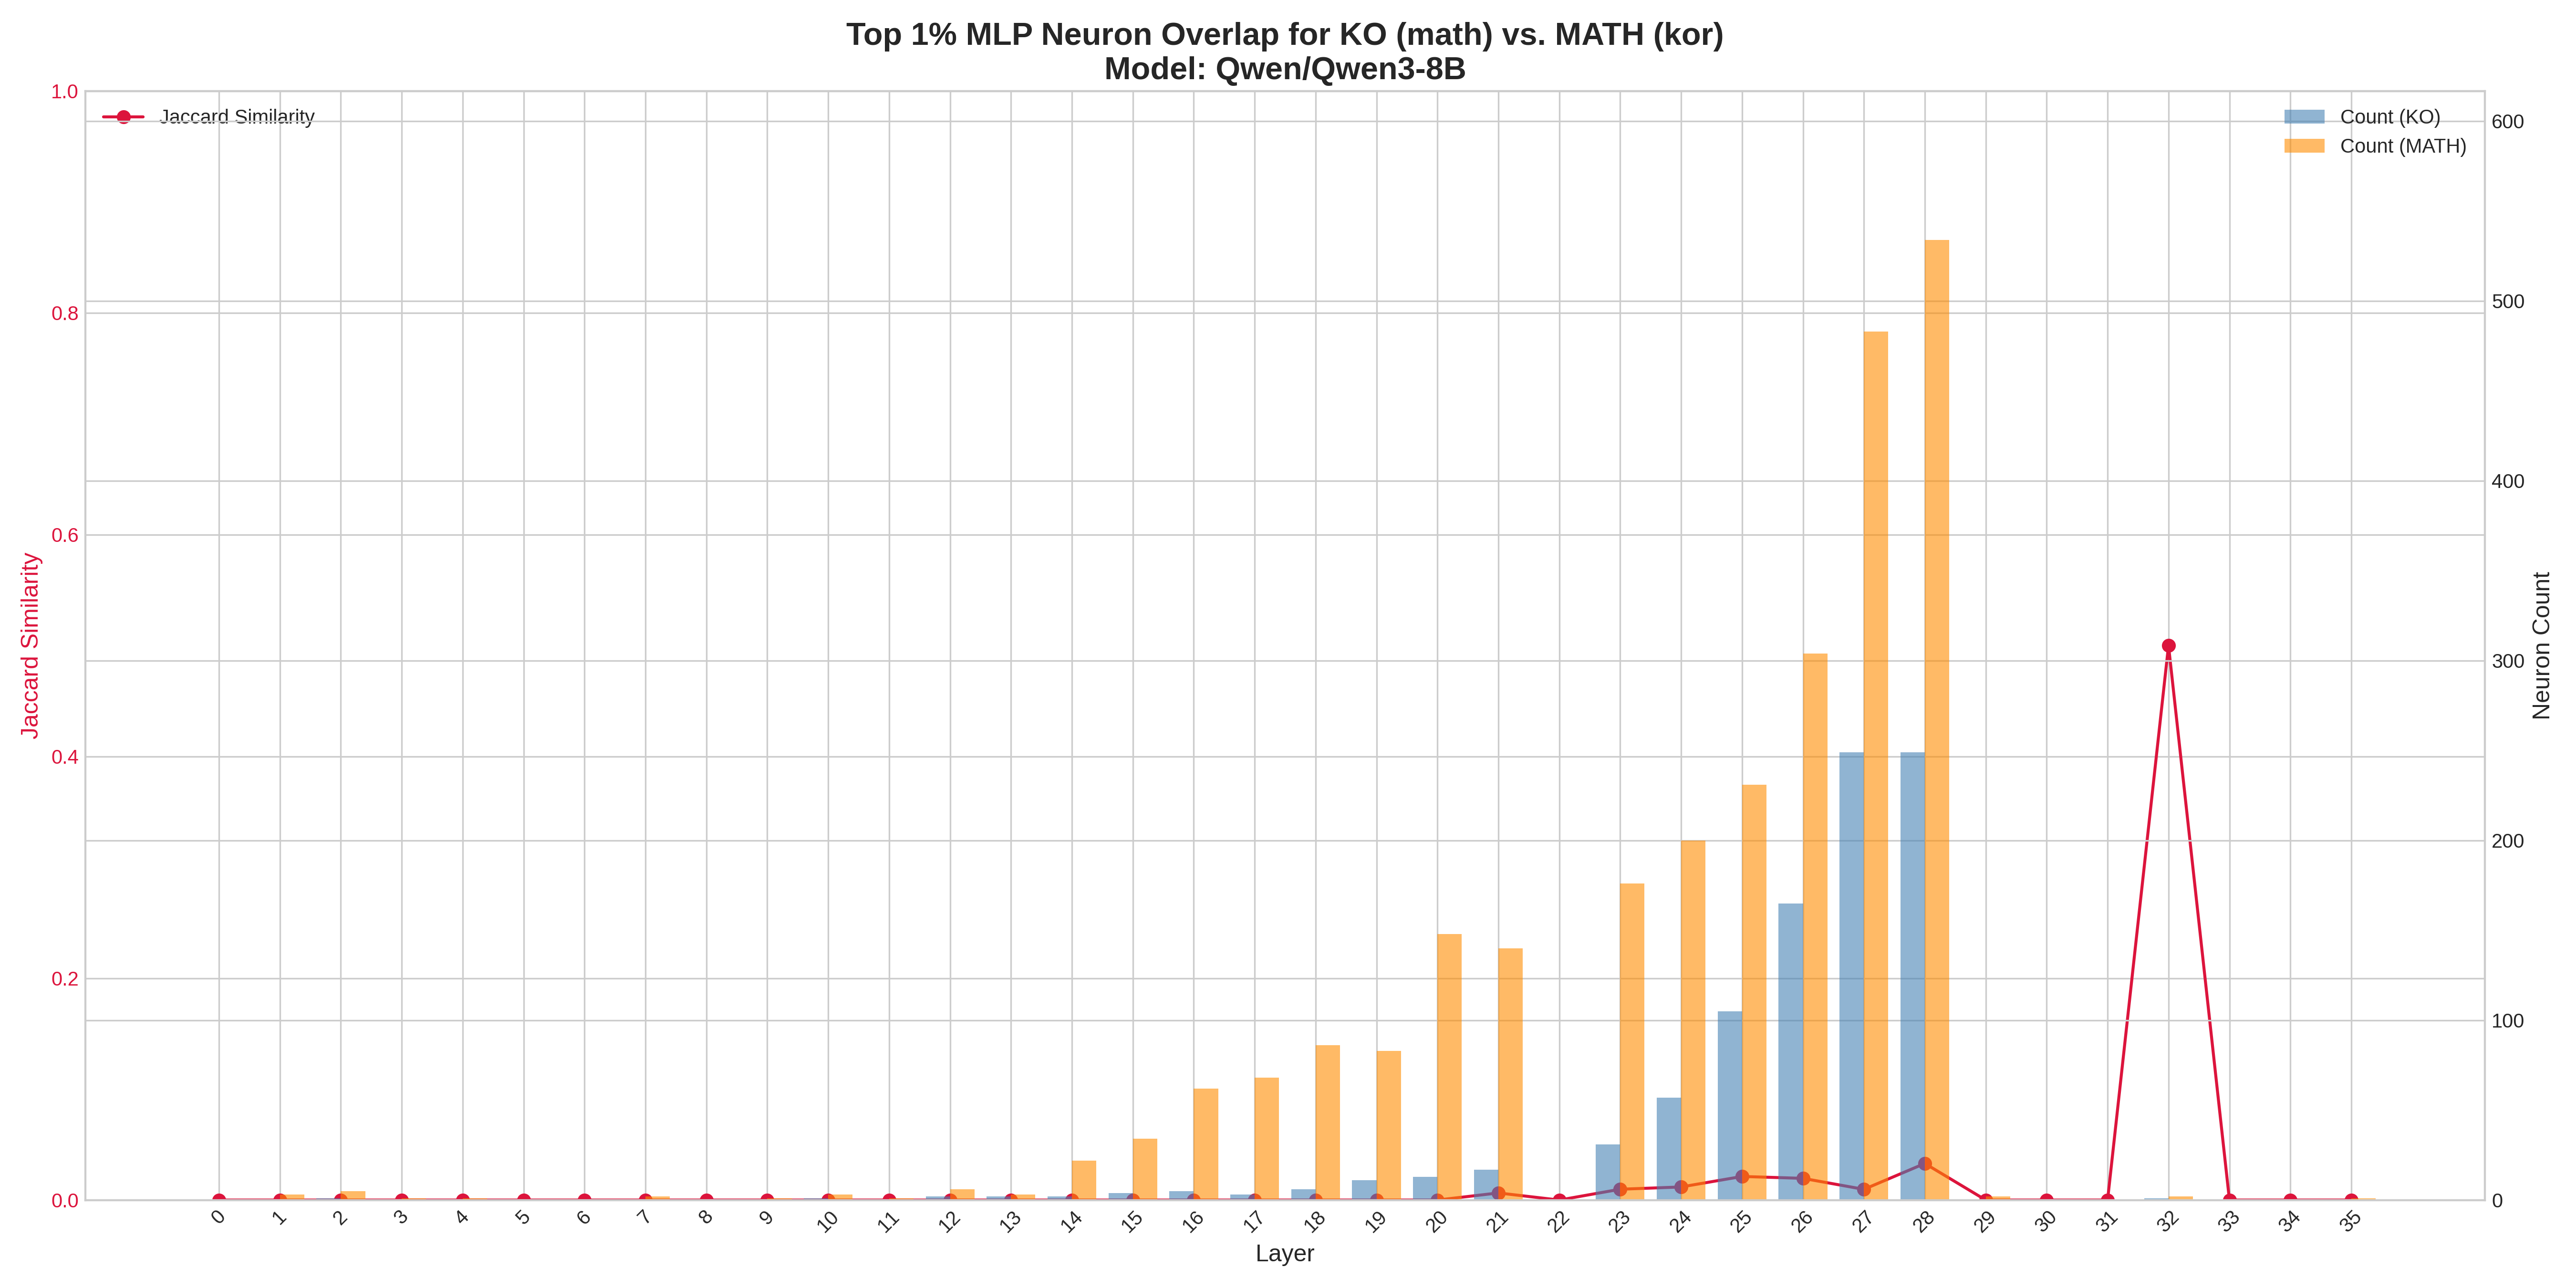 Top 1% MLP Neuron Overlap for KO (math) vs. MATH (kor)
Model: Qwen/Qwen3-8B
Jaccard Similarity
Count (KO)
Count (MATH)
Jaccard Similarity
1.0
0.8
0.6
0.4
0.2
0.0
600
500
400
300
200
100
0
Neuron Count
0 1 2 3 4 5 6 7 8 9 10 11 12 13 14 15 16 17 18 19 20 21 22 23 24 25 26 27 28 29 30 31 32 33 34 35
Layer